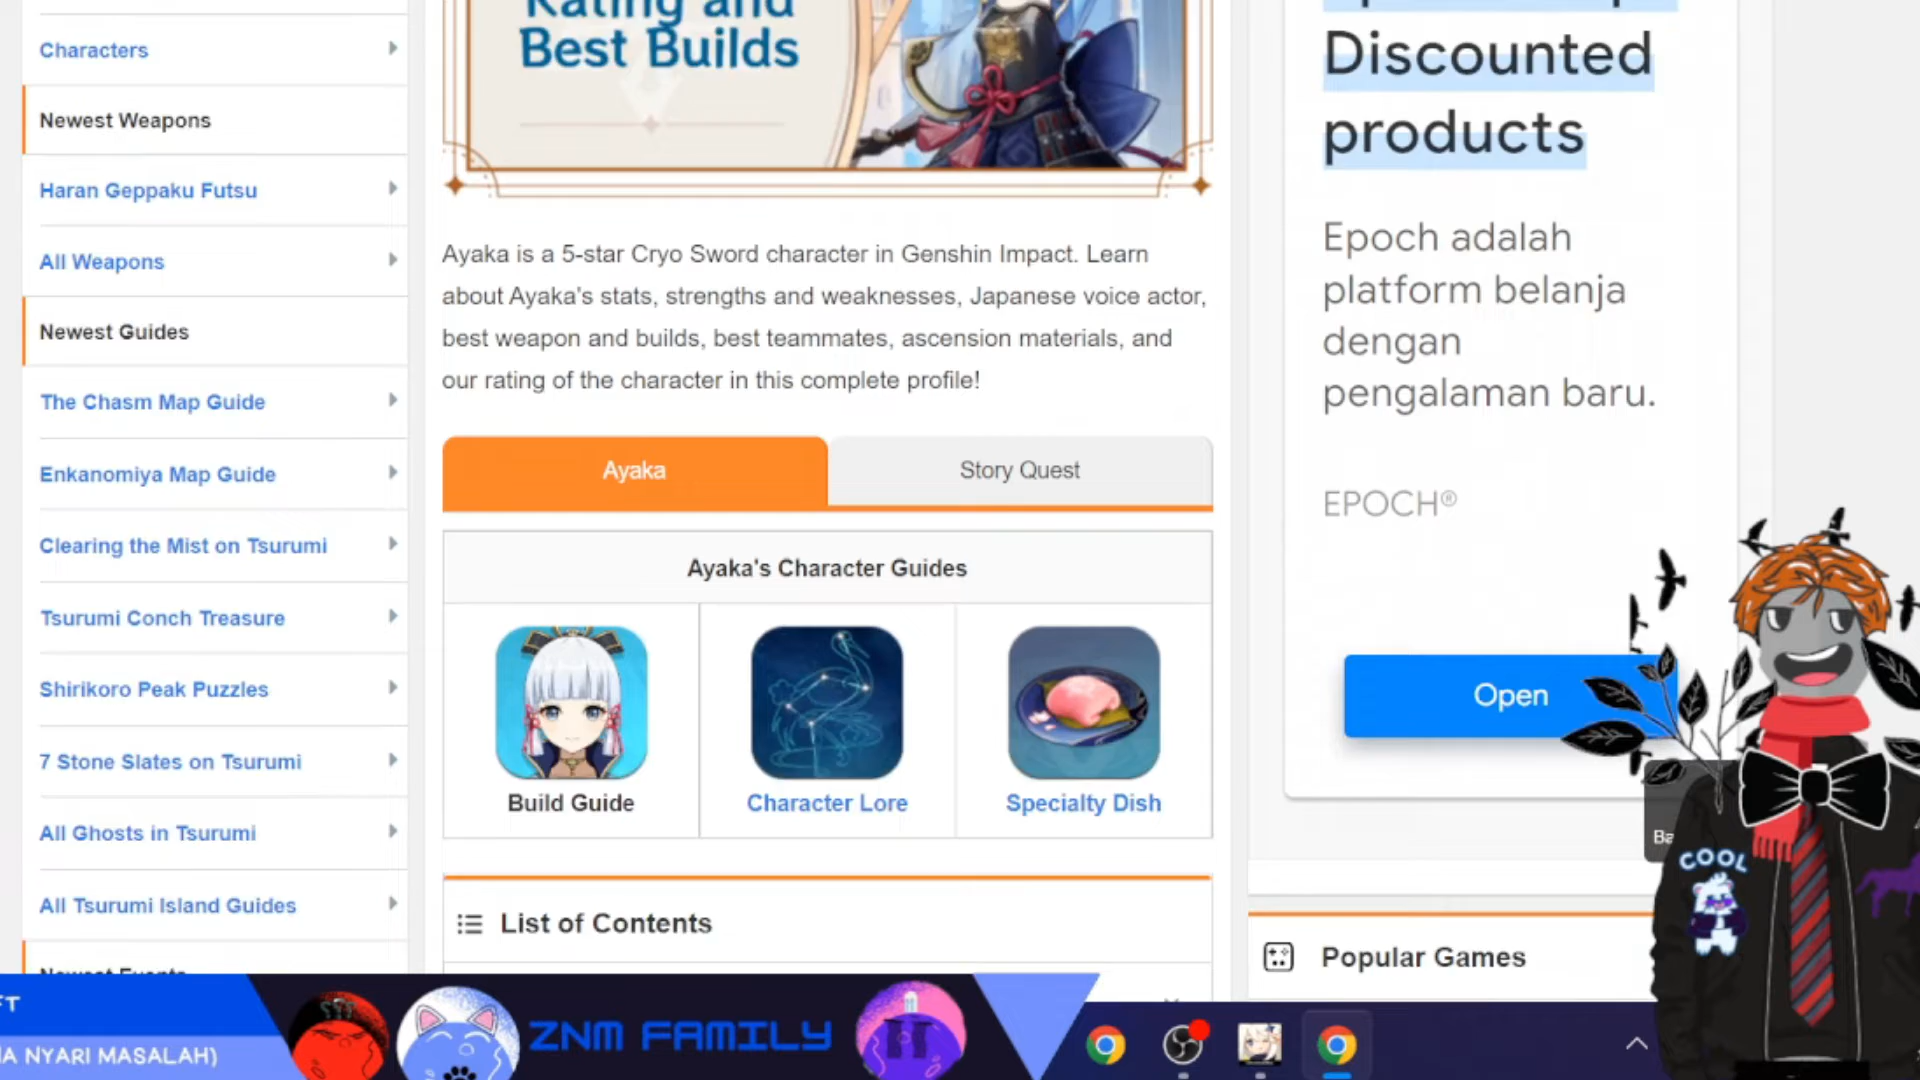 Characters
Newest Weapons
Haran Geppaku Futsu
All Weapons
Newest Guides
The Chasm Map Guide
Enkanomiya Map Guide
Clearing the Mist on Tsurumi
Tsurumi Conch Treasure
Shirikoro Peak Puzzles
7 Stone Slates on Tsurumi
All Ghosts in Tsurumi
All Tsurumi Island Guides
Newest Events
Rating and
Best Builds
Ayaka is a 5-star Cryo Sword character in Genshin Impact. Learn
about Ayaka's stats, strengths and weaknesses, Japanese voice actor,
best weapon and builds, best teammates, ascension materials, and
our rating of the character in this complete profile!
Ayaka
Story Quest
Ayaka's Character Guides
Build Guide
Character Lore
Specialty Dish
List of Contents
Discounted
products
Epoch adalah
platform belanja
dengan
pengalaman baru.
EPOCH®
Open
Ba
COOL
Popular Games
FT
NYARI MASALAH)
ZNM FAMILY